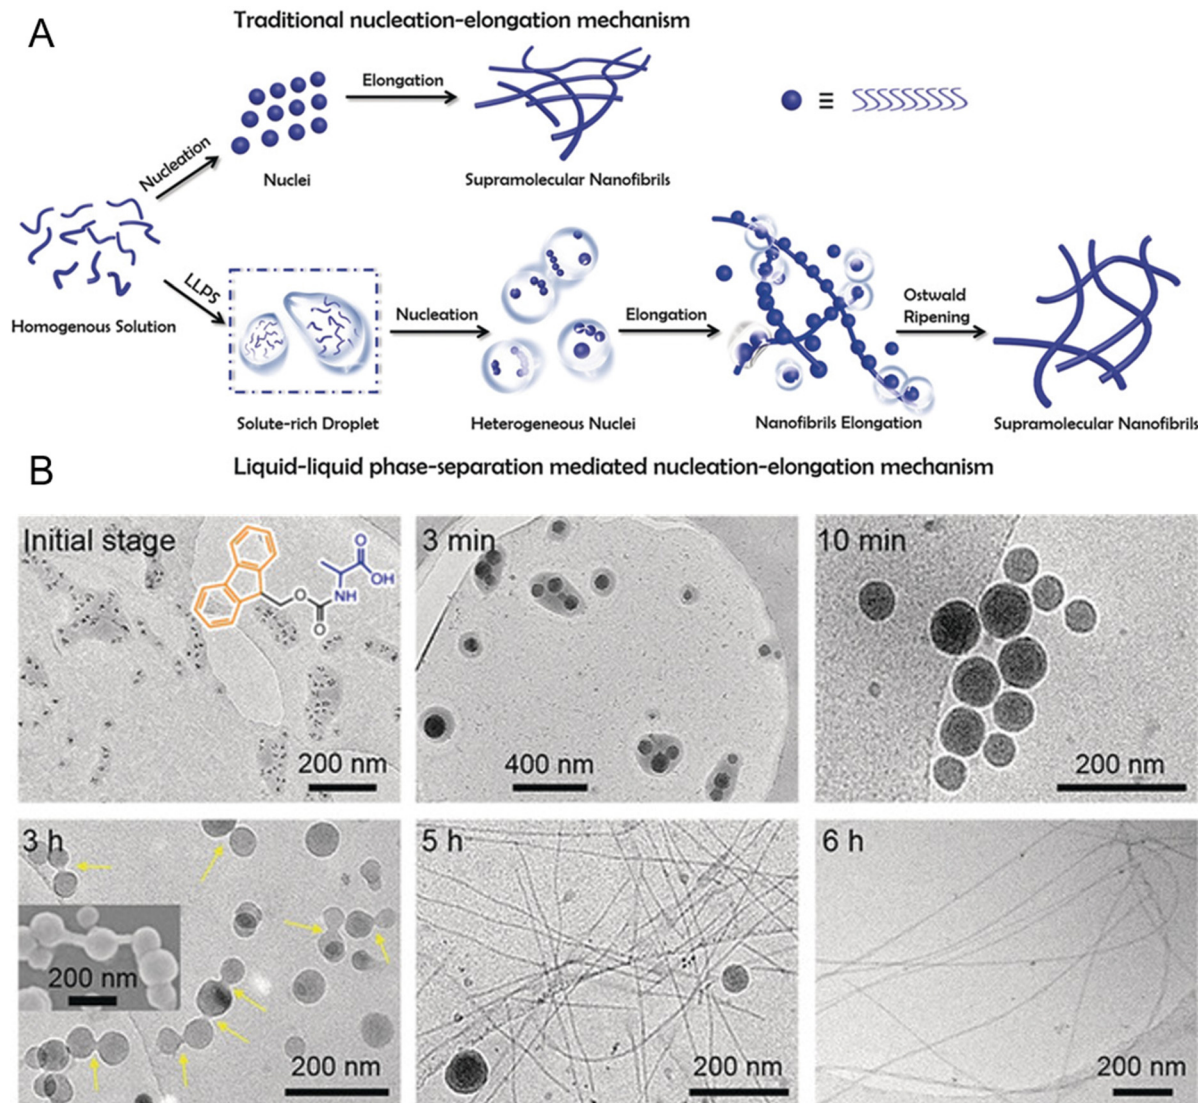 A
Traditional nucleation-elongation mechanism
Nucleation
Elongation
≡
Nuclei
Supramolecular Nanofibrils
Homogenous Solution
LLPS
Nucleation
Elongation
Ostwald
Ripening
Solute-rich Droplet
Heterogeneous Nuclei
Nanofibrils Elongation
Supramolecular Nanofibrils
B
Liquid-liquid phase-separation mediated nucleation-elongation mechanism
Initial stage
O
OH
NH
O
O
200 nm
3 min
400 nm
10 min
200 nm
3 h
200 nm
200 nm
5 h
200 nm
6 h
200 nm